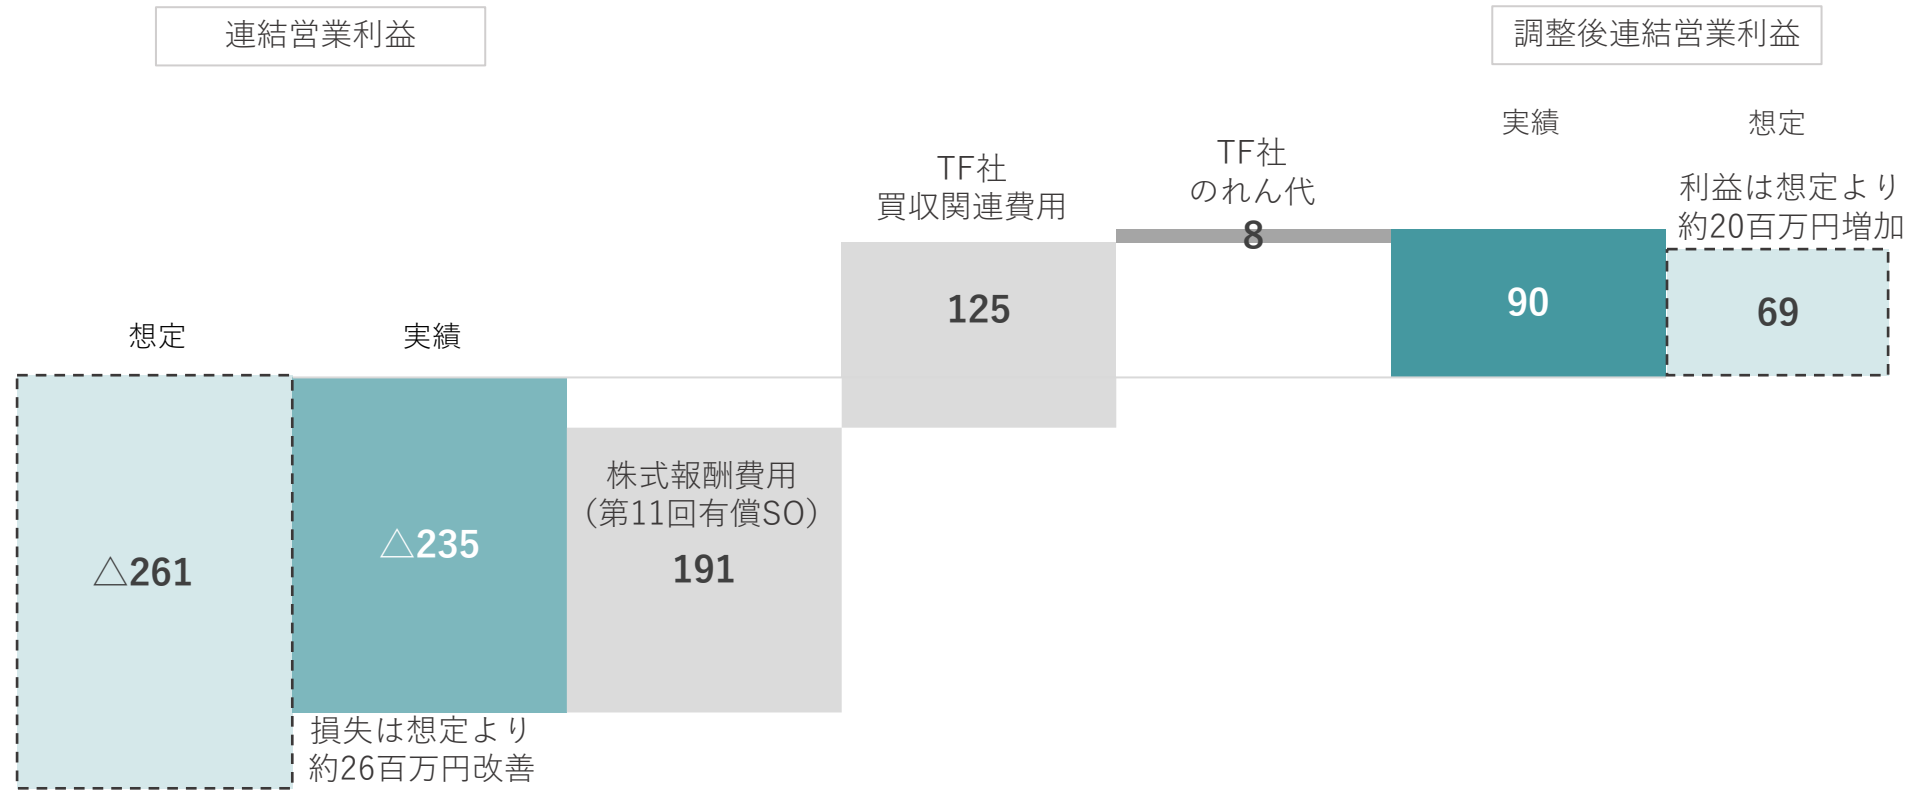 連結営業利益
調整後連結営業利益
実績
想定
TF社
買収関連費用
TF社
のれん代
8
利益は想定より
約20百万円増加
125
90
69
想定
実績
△261
△235
株式報酬費用
（第11回有償SO）
191
損失は想定より
約26百万円改善